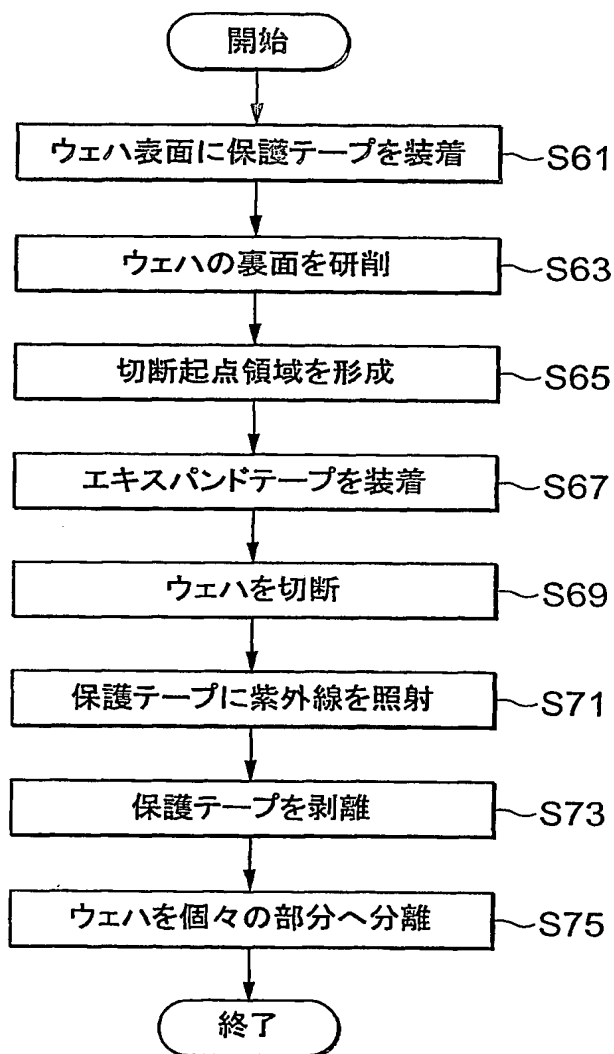 開始
ウェハ表面に保護テープを装着 S61
ウェハの裏面を研削 S63
切断起点領域を形成 S65
エキスパンドテープを装着 S67
ウェハを切断 S69
保護テープに紫外線を照射 S71
保護テープを剥離 S73
ウェハを個々の部分へ分離 S75
終了